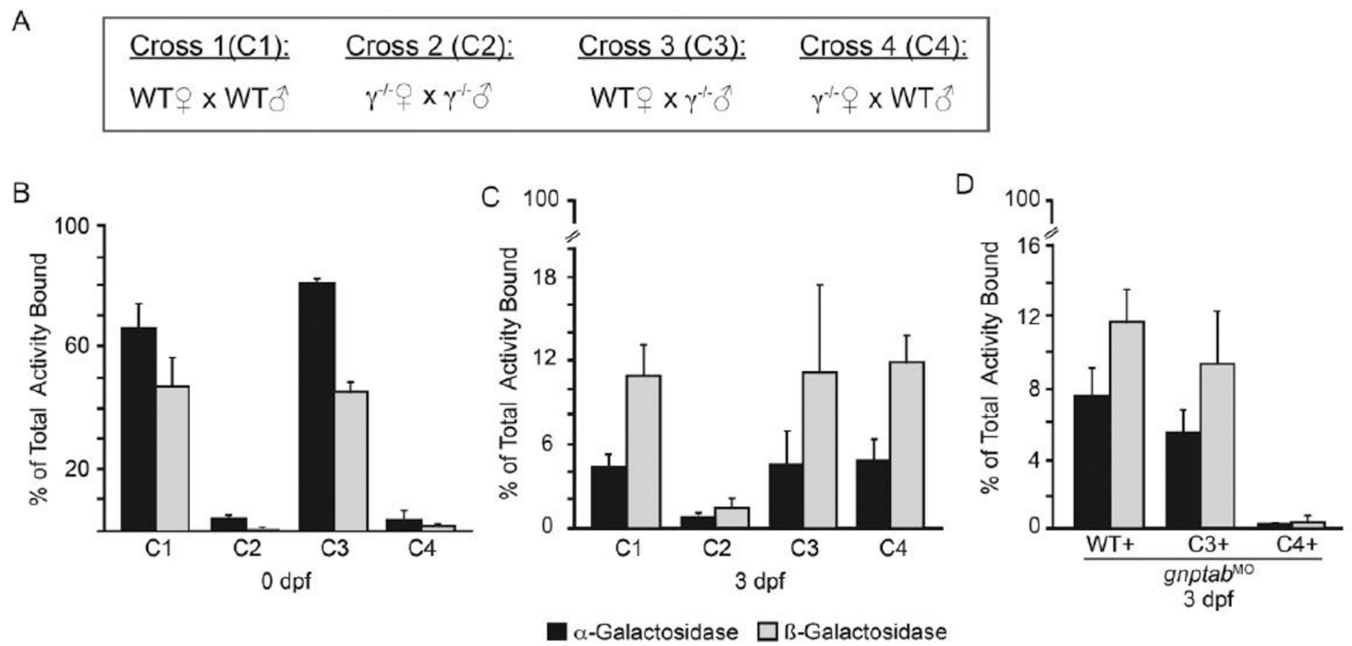 A
Cross 1(C1): Cross 2 (C2): Cross 3 (C3): Cross 4 (C4):
WT♀ x WT♂ γ-/-♀ x γ-/-♂ WT♀ x γ-/-♂ γ-/-♀ x WT♂
B
% of Total Activity Bound
100
60
20
C1 C2 C3 C4
0 dpf
C
% of Total Activity Bound
100
18
12
6
0
C1 C2 C3 C4
3 dpf
D
% of Total Activity Bound
100
16
12
8
4
0
WT+ C3+ C4+
gnptabMO
3 dpf
α-Galactosidase ß-Galactosidase